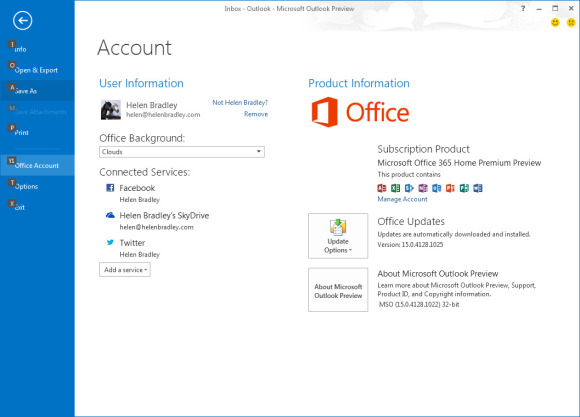 Inbox - Outlook - Microsoft Outlook Preview
?
I
Info
O
Open & Export
A
Save As
M
Save Attachments
P
Print
Y1
Office Account
T
Options
X
Exit
Account
User Information
Helen Bradley
helen@helenbradley.com
Not Helen Bradley?
Remove
Office Background:
Clouds
Connected Services:
Facebook
Helen Bradley
Helen Bradley's SkyDrive
helen@helenbradley.com
Twitter
Helen Bradley
Add a service
Product Information
Office
Subscription Product
Microsoft Office 365 Home Premium Preview
This product contains
Manage Account
Update
Options
Office Updates
Updates are automatically downloaded and installed.
Version: 15.0.4128.1025
About Microsoft
Outlook Preview
About Microsoft Outlook Preview
Learn more about Microsoft Outlook Preview, Support,
Product ID, and Copyright information.
MSO (15.0.4128.1022) 32-bit